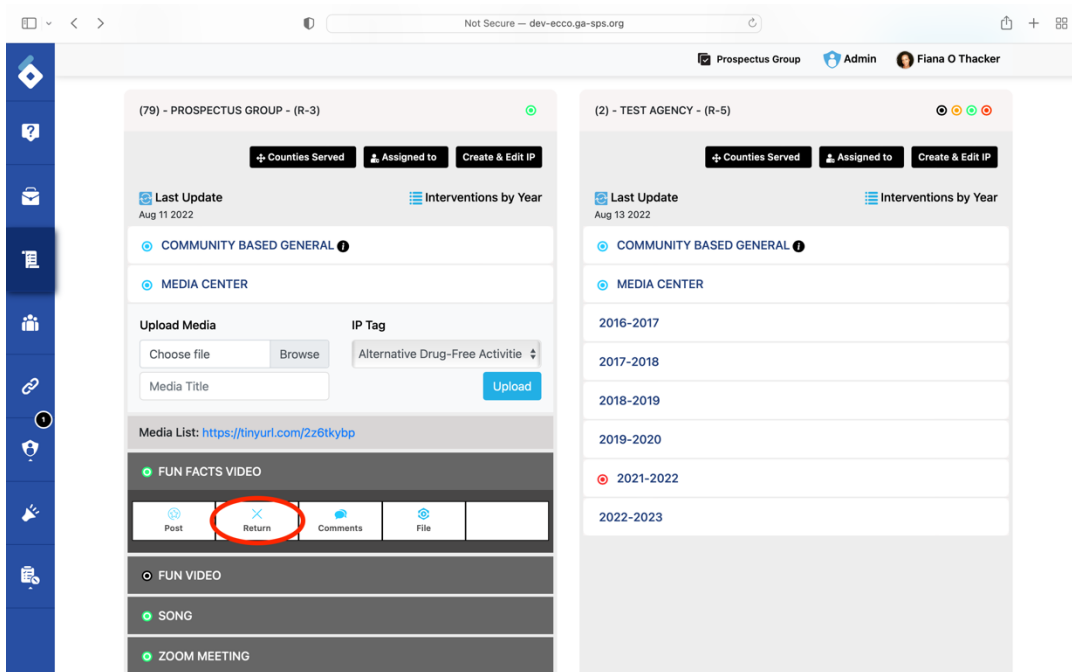 Not Secure — dev-ecco.ga-sps.org
Prospectus Group Admin Fiana O Thacker
(79) - PROSPECTUS GROUP - (R-3)
Counties Served Assigned to Create & Edit IP
Last Update Interventions by Year
Aug 11 2022
COMMUNITY BASED GENERAL i
MEDIA CENTER
Upload Media IP Tag
Choose file Browse Alternative Drug-Free Activitie
Media Title Upload
Media List: https://tinyurl.com/2z6tkybp
FUN FACTS VIDEO
Post Return Comments File
FUN VIDEO
SONG
ZOOM MEETING
(2) - TEST AGENCY - (R-5)
Counties Served Assigned to Create & Edit IP
Last Update Interventions by Year
Aug 13 2022
COMMUNITY BASED GENERAL i
MEDIA CENTER
2016-2017
2017-2018
2018-2019
2019-2020
2021-2022
2022-2023
1